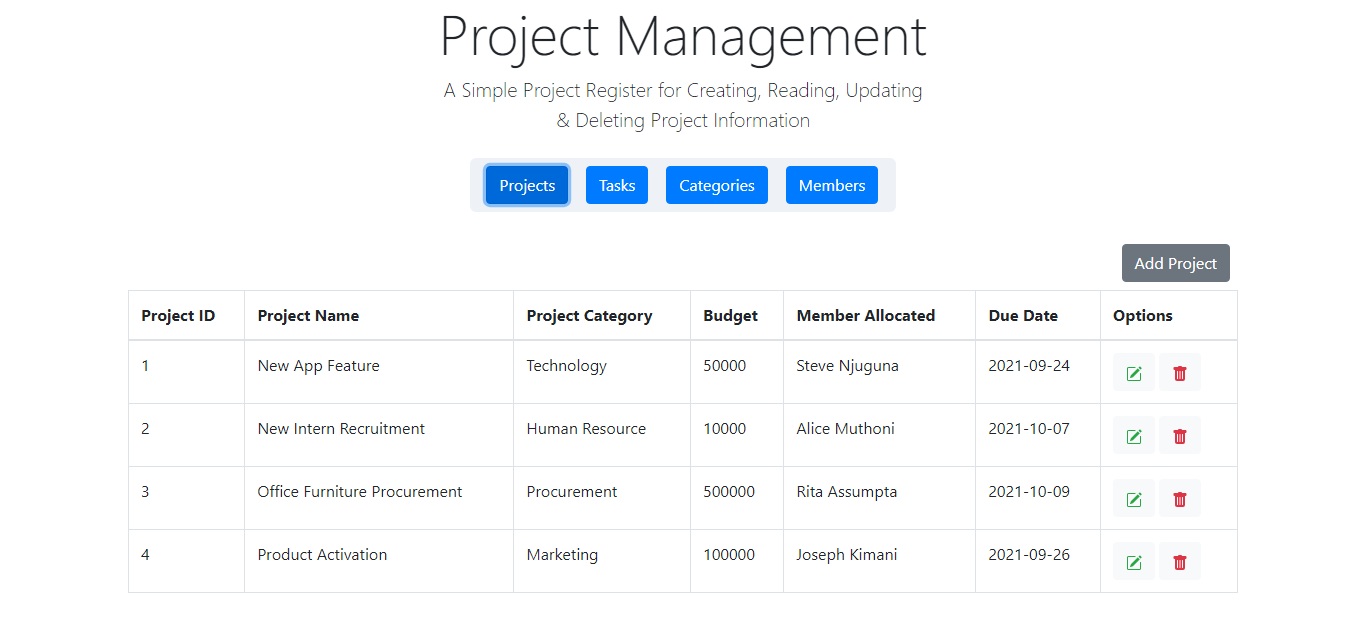 Project Management
A Simple Project Register for Creating, Reading, Updating
& Deleting Project Information
Projects Tasks Categories Members
Add Project
Project ID Project Name Project Category Budget Member Allocated Due Date Options
1 New App Feature Technology 50000 Steve Njuguna 2021-09-24
2 New Intern Recruitment Human Resource 10000 Alice Muthoni 2021-10-07
3 Office Furniture Procurement Procurement 500000 Rita Assumpta 2021-10-09
4 Product Activation Marketing 100000 Joseph Kimani 2021-09-26